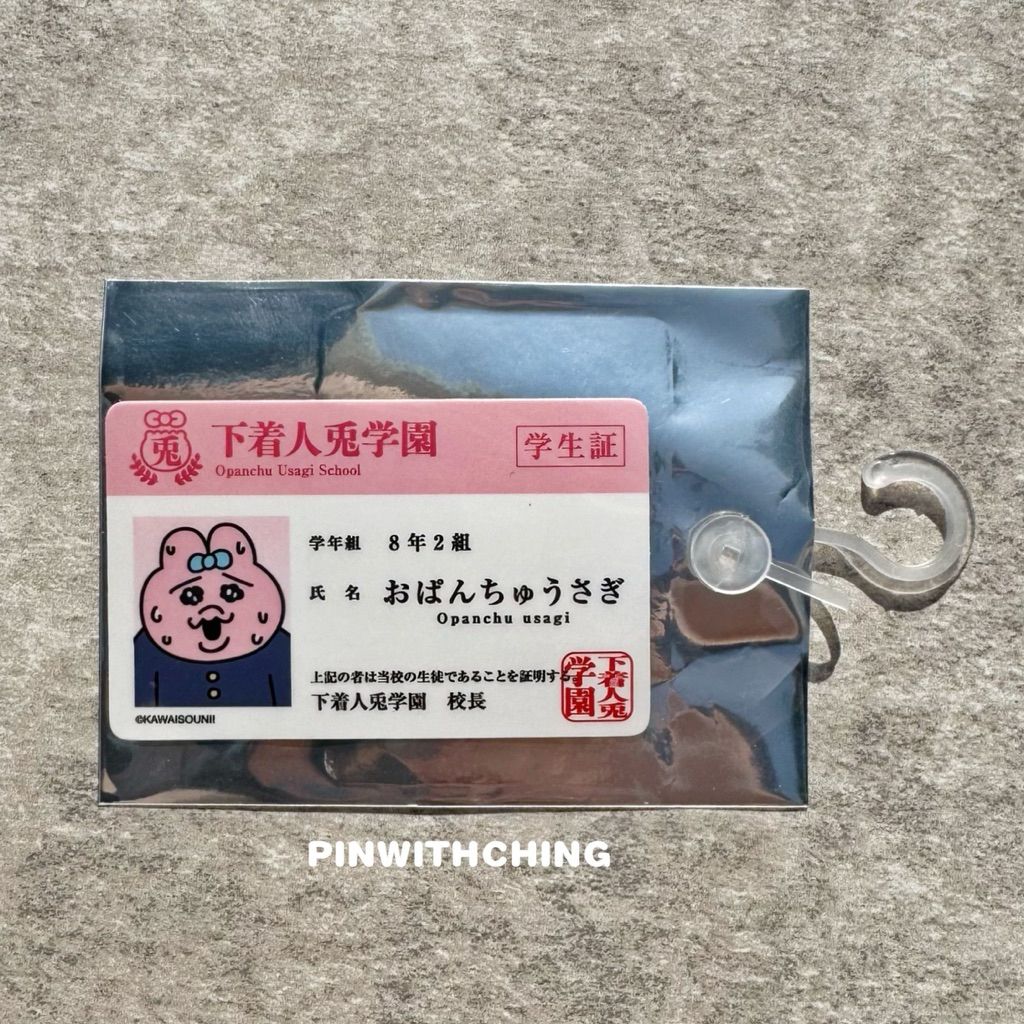 兎
下着人兎学園
Opanchu Usagi School
学生証
学年組 8年2組
氏名 おぱんちゅうさぎ
Opanchu usagi
上記の者は当校の生徒であることを証明する。
下着人兎学園 校長
下着人兎
学園
©KAWAISOUNI!!
PINWITHCHING